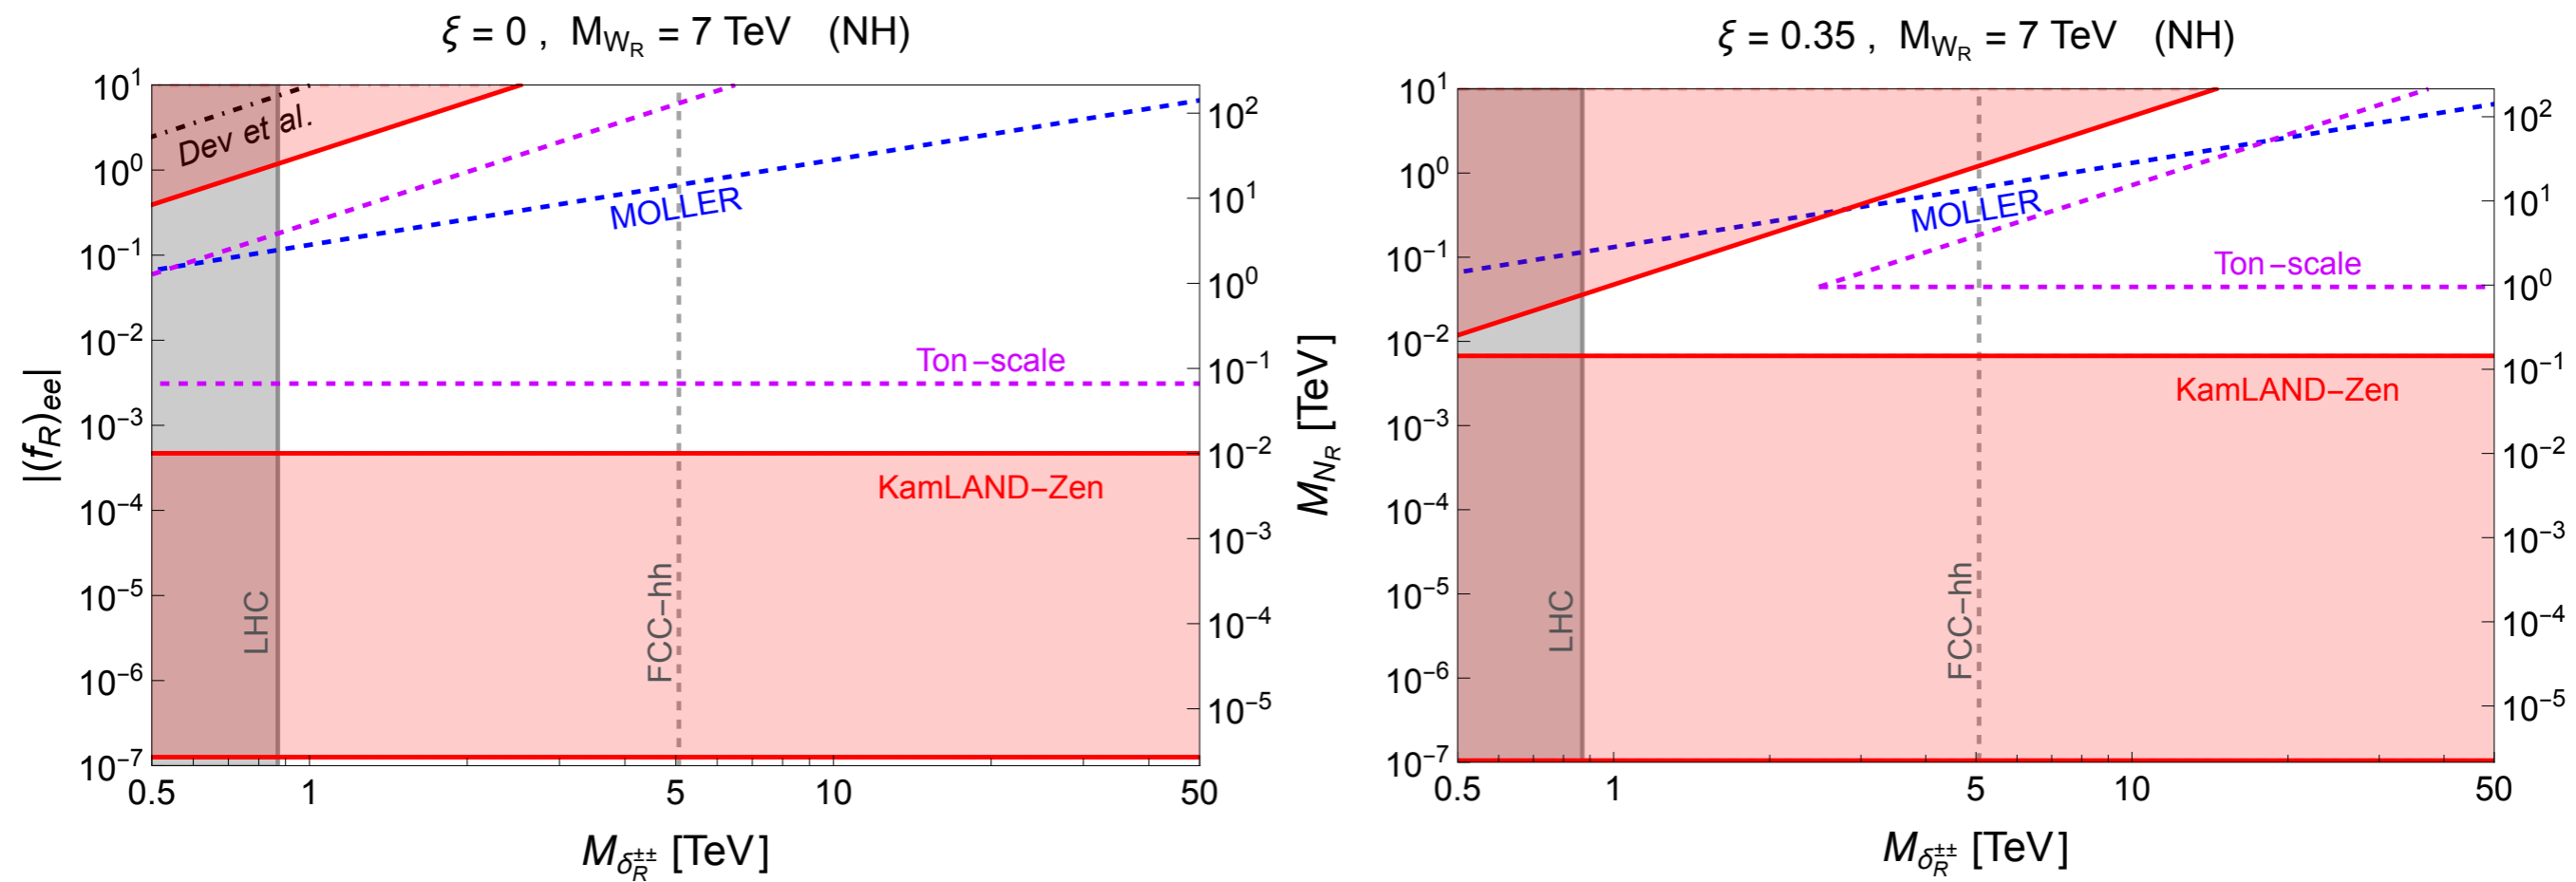 ξ = 0 , M_{W_R} = 7 TeV (NH)
|(f_R)_{ee}|
10^1
10^0
10^{−1}
10^{−2}
10^{−3}
10^{−4}
10^{−5}
10^{−6}
10^{−7}
Dev et al.
MOLLER
Ton−scale
KamLAND−Zen
LHC
FCC−hh
10^2
10^1
10^0
10^{−1}
10^{−2}
10^{−3}
10^{−4}
10^{−5}
0.5 1 5 10 50
M_{δ_R^{±±}} [TeV]
M_{N_R} [TeV]
ξ = 0.35 , M_{W_R} = 7 TeV (NH)
10^1
10^0
10^{−1}
10^{−2}
10^{−3}
10^{−4}
10^{−5}
10^{−6}
10^{−7}
MOLLER
Ton−scale
KamLAND−Zen
LHC
FCC−hh
10^2
10^1
10^0
10^{−1}
10^{−2}
10^{−3}
10^{−4}
10^{−5}
0.5 1 5 10 50
M_{δ_R^{±±}} [TeV]